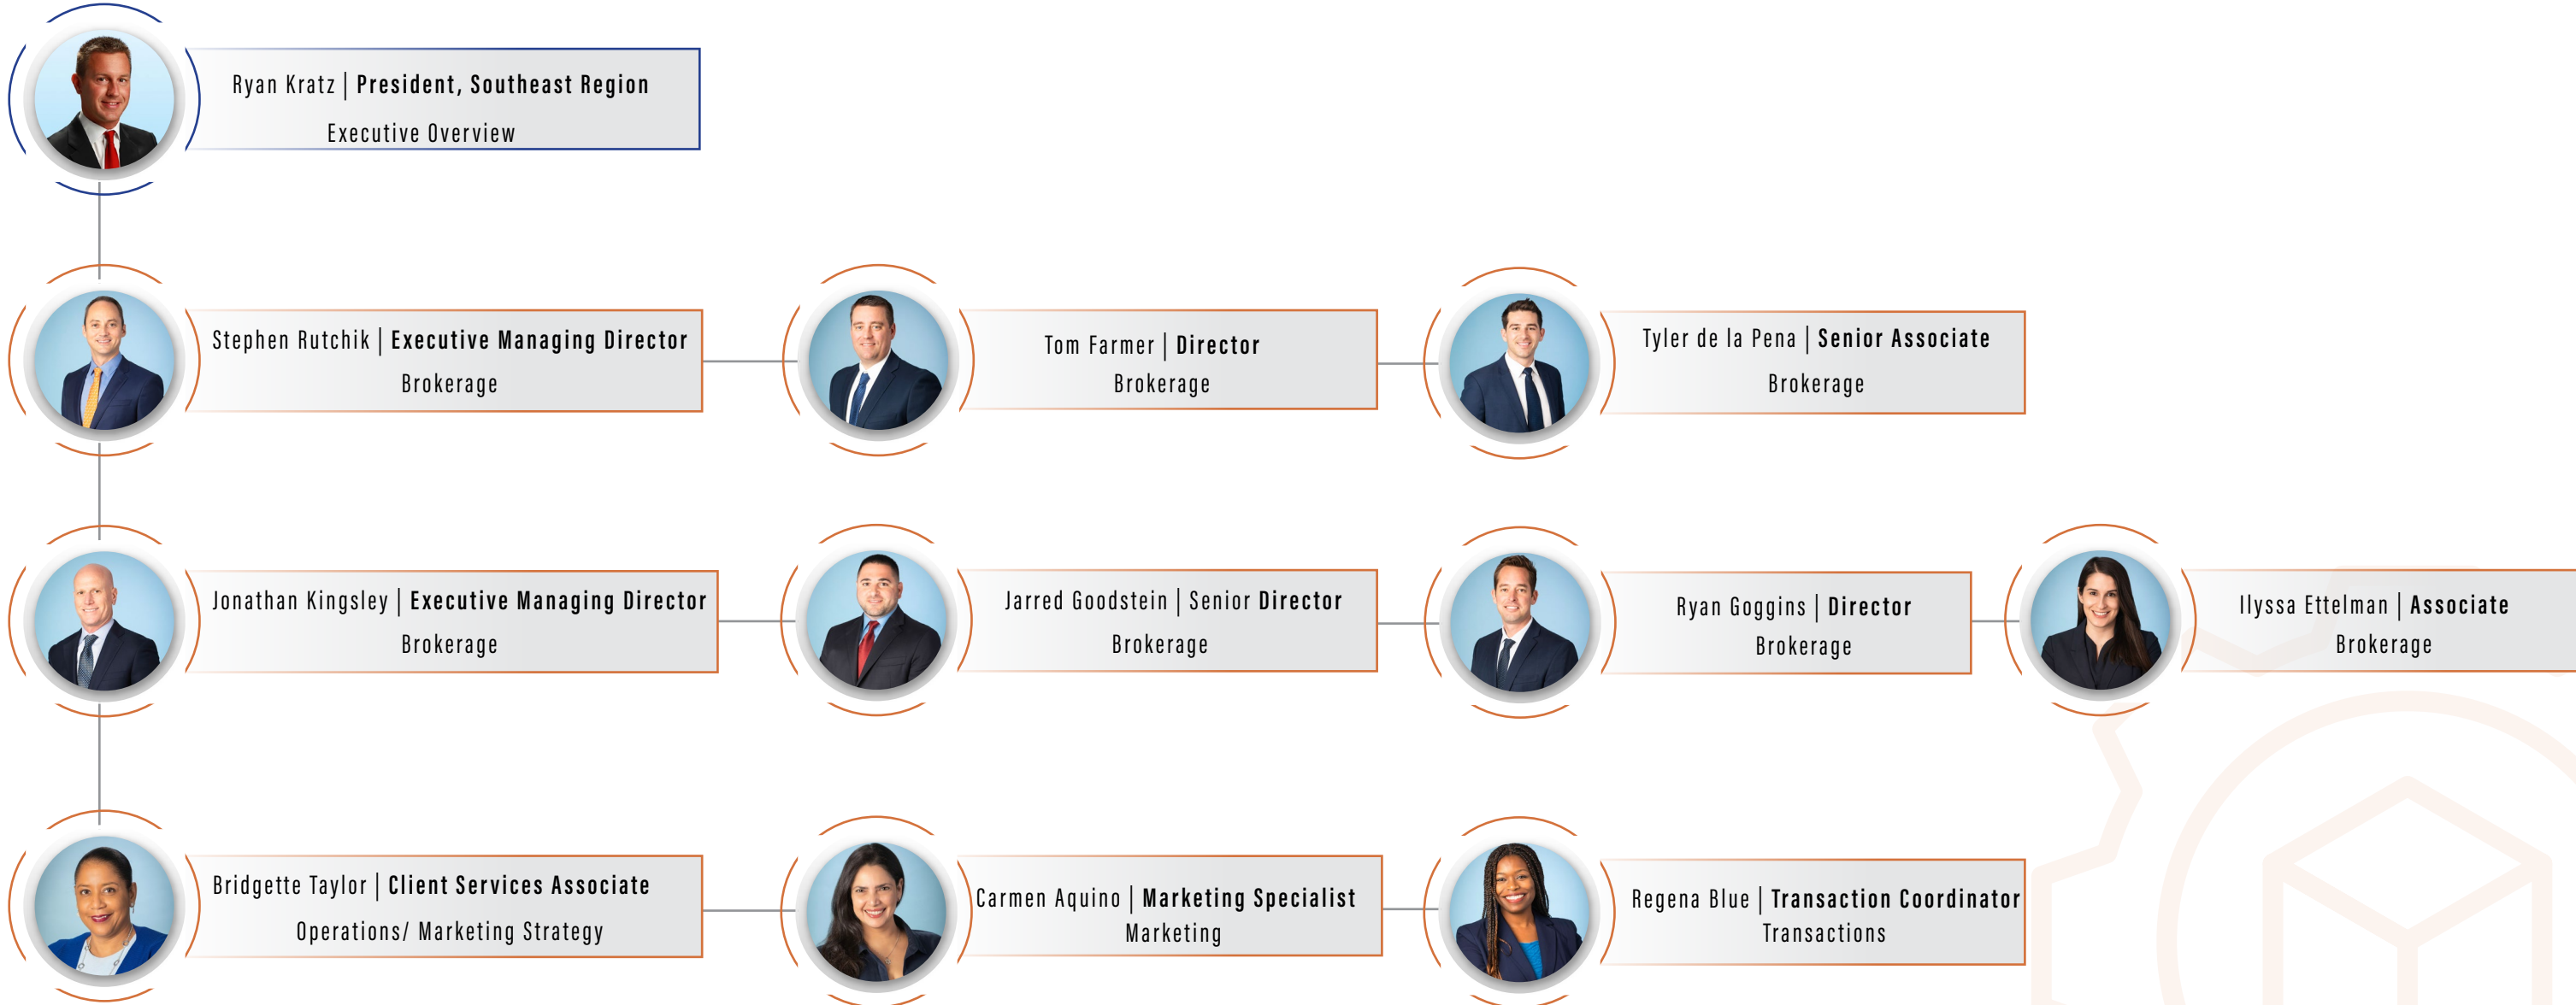 Ryan Kratz | President, Southeast Region
Executive Overview
Stephen Rutchik | Executive Managing Director
Brokerage
Tom Farmer | Director
Brokerage
Tyler de la Pena | Senior Associate
Brokerage
Jonathan Kingsley | Executive Managing Director
Brokerage
Jarred Goodstein | Senior Director
Brokerage
Ryan Goggins | Director
Brokerage
Ilyssa Ettelman | Associate
Brokerage
Bridgette Taylor | Client Services Associate
Operations/ Marketing Strategy
Carmen Aquino | Marketing Specialist
Marketing
Regena Blue | Transaction Coordinator
Transactions